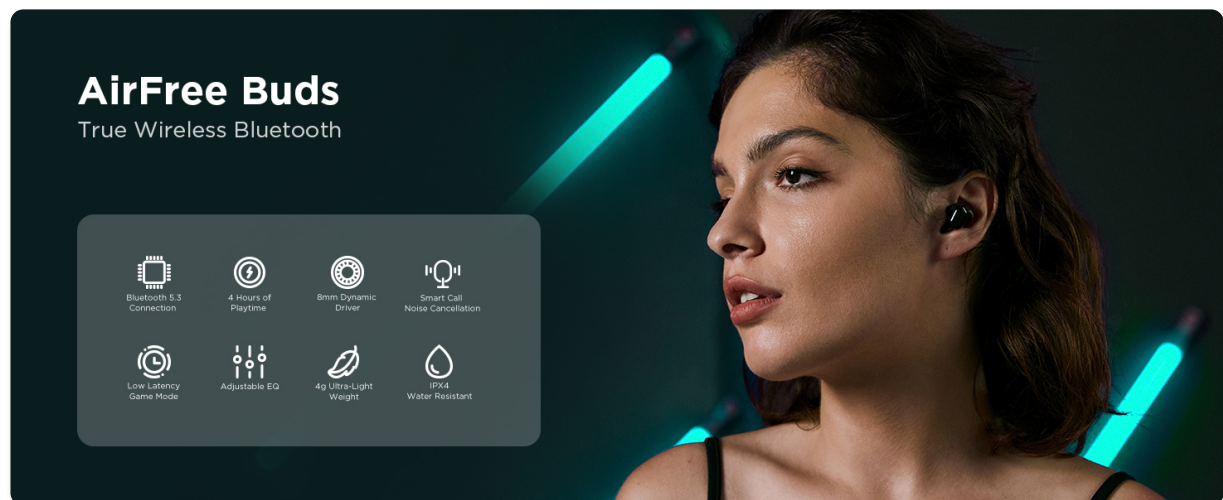 AirFree Buds
True Wireless Bluetooth
Bluetooth 5.3
Connection
4 Hours of
Playtime
8mm Dynamic
Driver
Smart Call
Noise Cancellation
Low Latency
Game Mode
Adjustable EQ
4g Ultra-Light
Weight
IPX4
Water Resistant